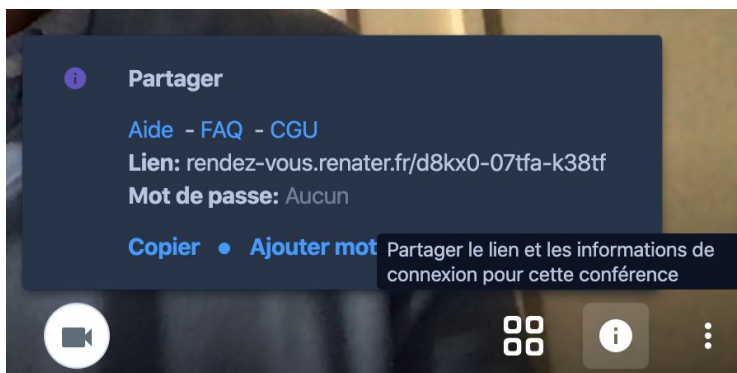 Partager
Aide - FAQ - CGU
Lien: rendez-vous.renater.fr/d8kx0-07tfa-k38tf
Mot de passe: Aucun
Copier ● Ajouter mot
Partager le lien et les informations de
connexion pour cette conférence